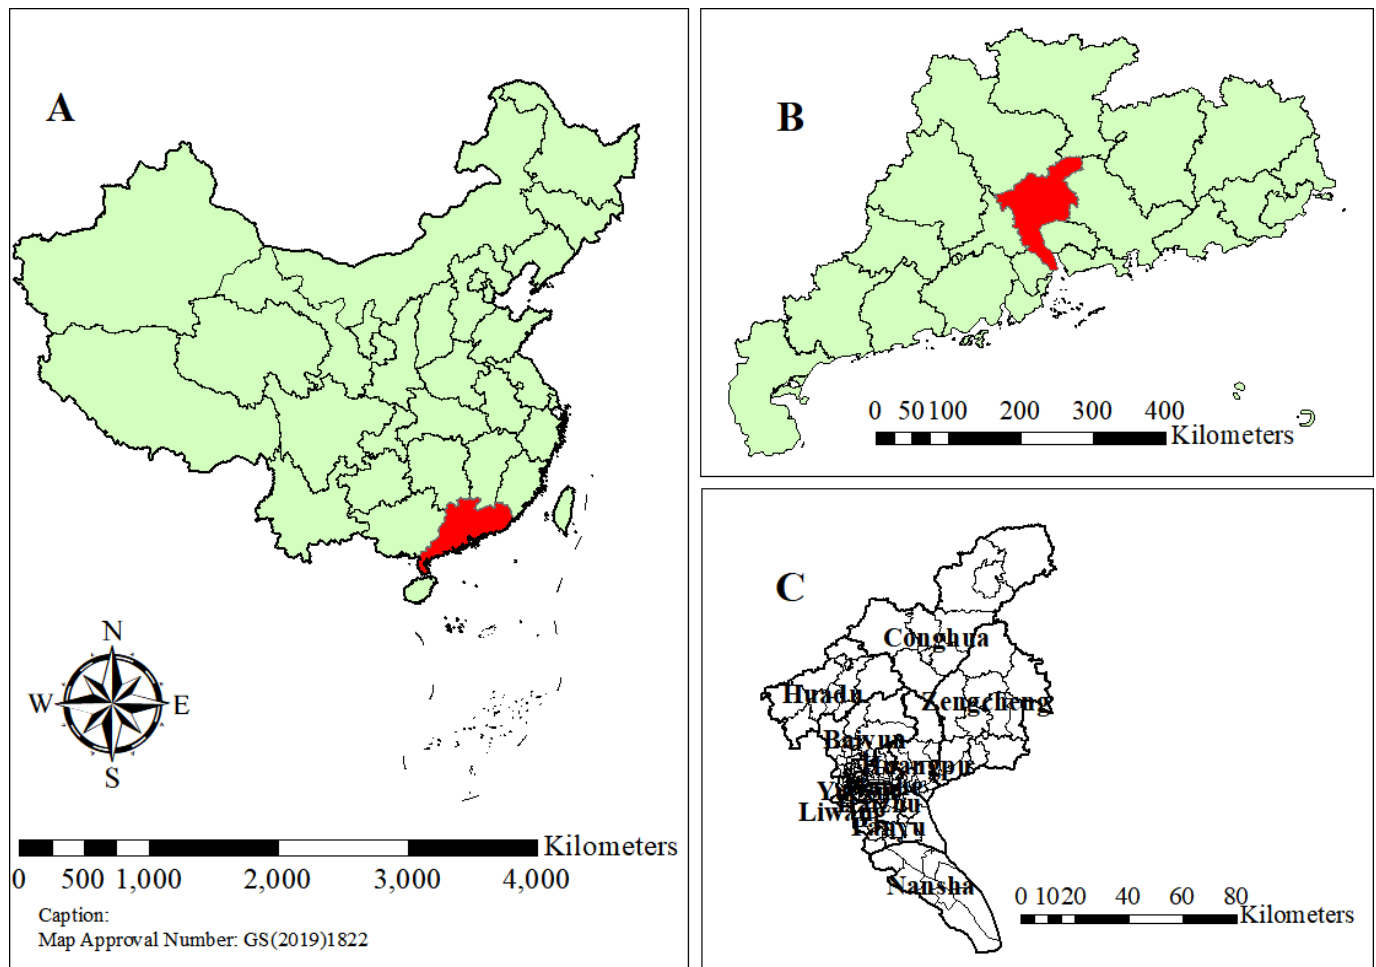 A
N
W
E
S
Kilometers
0 500 1,000 2,000 3,000 4,000
Caption:
Map Approval Number: GS(2019)1822
B
0 50 100 200 300 400
Kilometers
C
Conghua
Huadu
Zengcheng
Baiyun
Huangpu
Haizhu
Panyu
Nansha
0 10 20 40 60 80
Kilometers